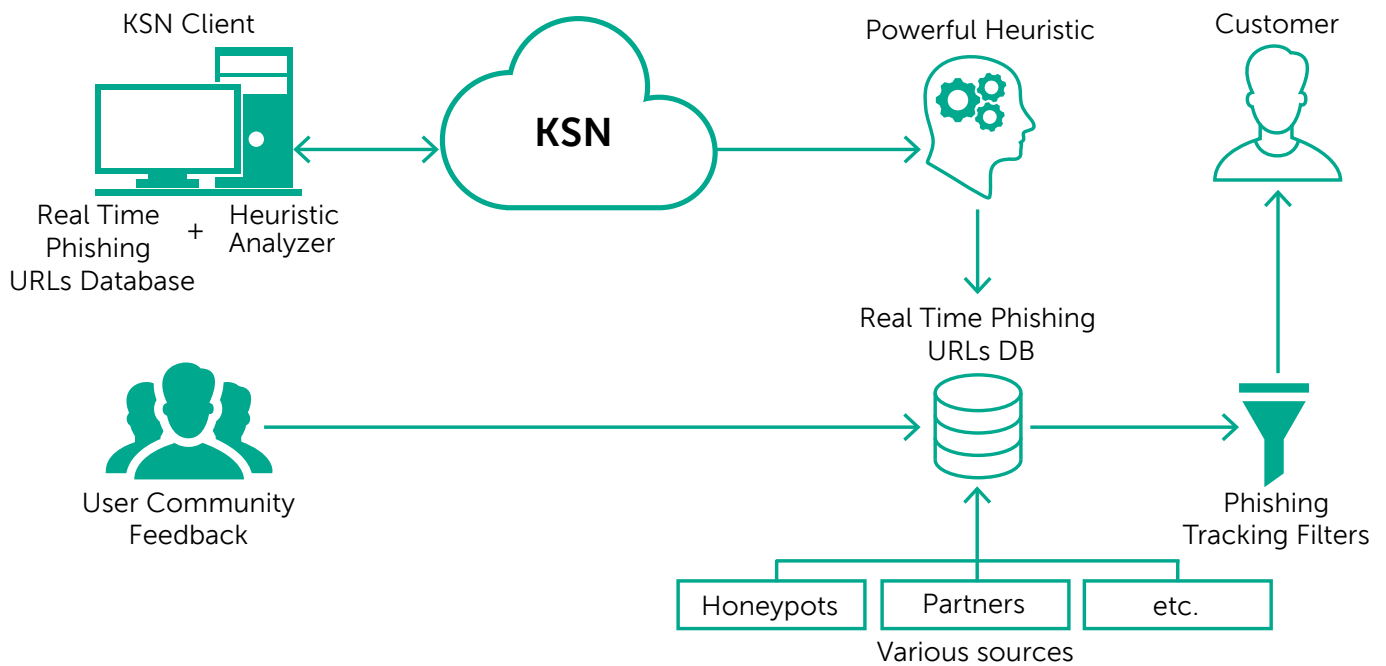 KSN Client
KSN
Powerful Heuristic
Customer
Real Time
Phishing
URLs Database
+
Heuristic
Analyzer
Real Time Phishing
URLs DB
User Community
Feedback
Phishing
Tracking Filters
Honeypots
Partners
etc.
Various sources